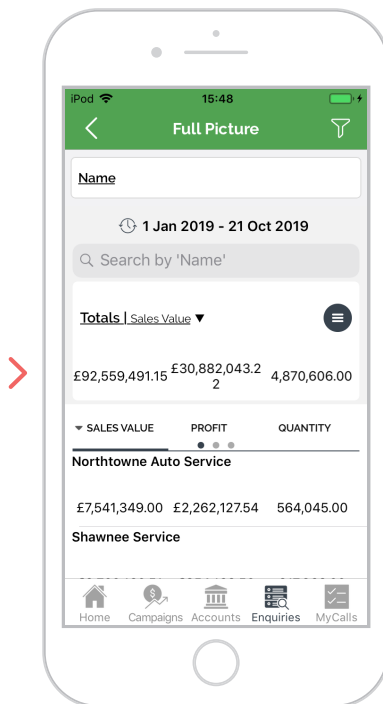 iPod 15:48
Full Picture
Name
1 Jan 2019 - 21 Oct 2019
Search by 'Name'
Totals | Sales Value ▼
£92,559,491.15 £30,882,043.2
2 4,870,606.00
SALES VALUE PROFIT QUANTITY
Northtowne Auto Service
£7,541,349.00 £2,262,127.54 564,045.00
Shawnee Service
Home Campaigns Accounts Enquiries MyCalls